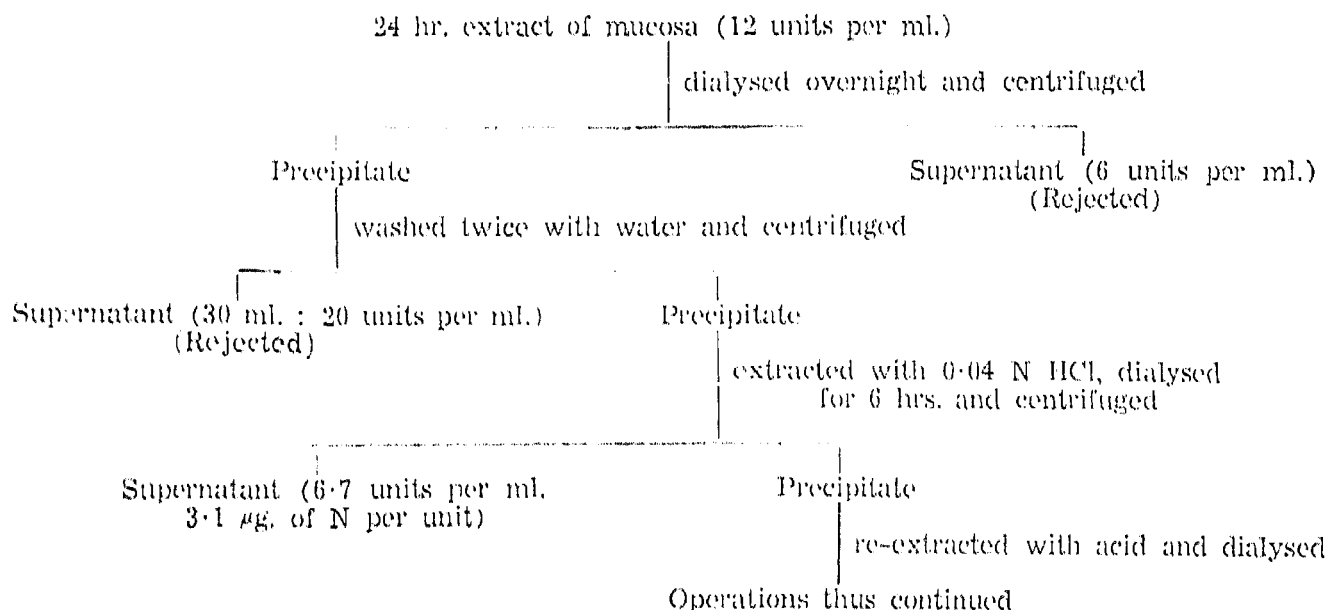 24 hr. extract of mucosa (12 units per ml.)
dialysed overnight and centrifuged
Precipitate
Supernatant (6 units per ml.)
(Rejected)
washed twice with water and centrifuged
Supernatant (30 ml. : 20 units per ml.)
(Rejected)
Precipitate
extracted with 0·04 N HCl, dialysed
for 6 hrs. and centrifuged
Supernatant (6·7 units per ml.
3·1 μg. of N per unit)
Precipitate
re-extracted with acid and dialysed
Operations thus continued